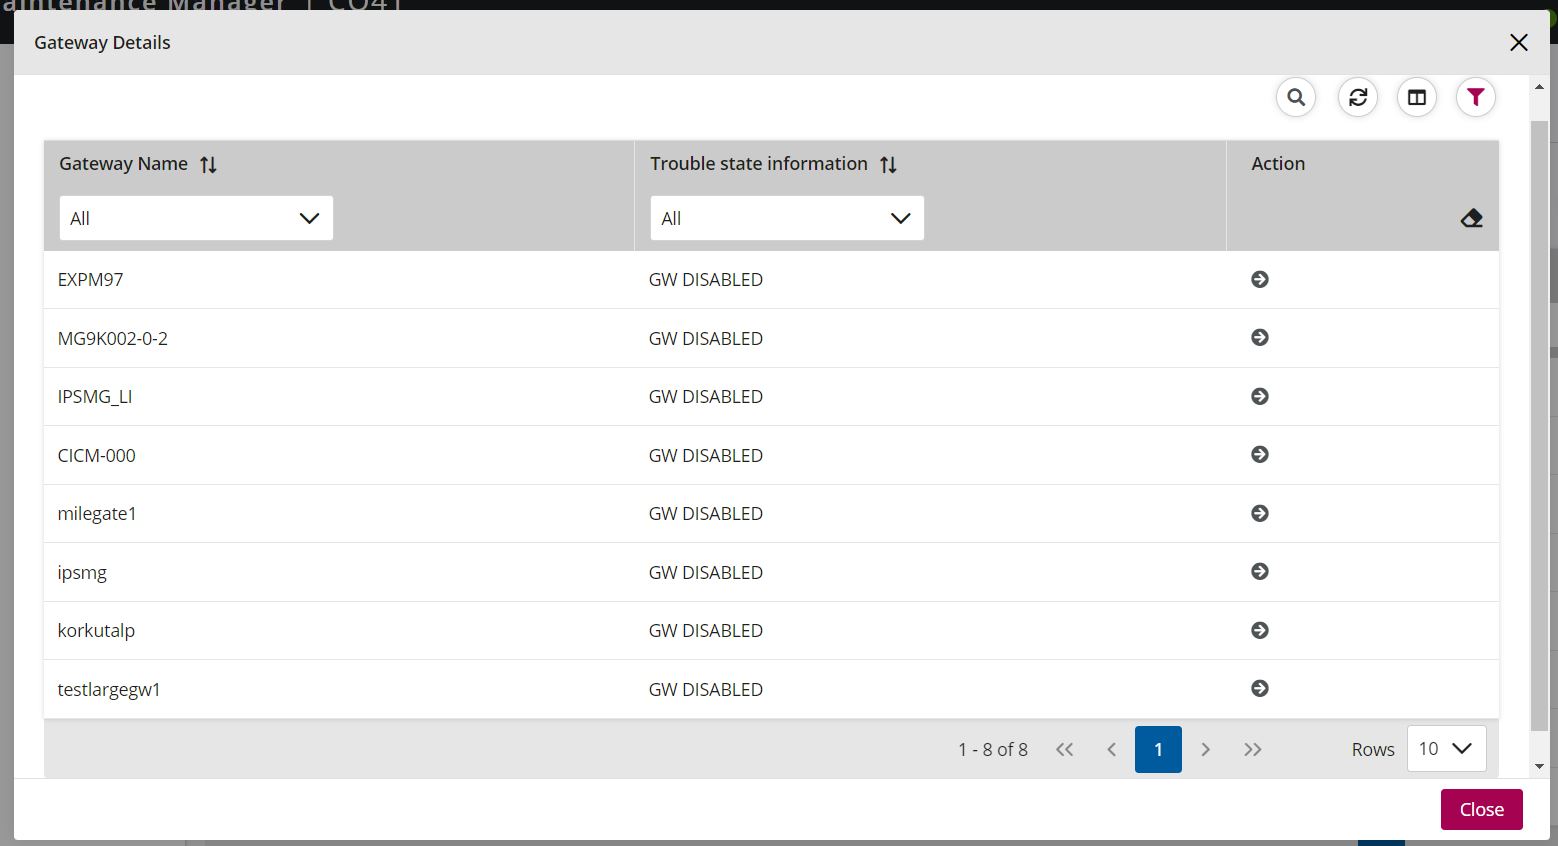 aintenance Manager | CO41
Gateway Details
Gateway Name
Trouble state information
Action
All
All
EXPM97
GW DISABLED
MG9K002-0-2
GW DISABLED
IPSMG_LI
GW DISABLED
CICM-000
GW DISABLED
milegate1
GW DISABLED
ipsmg
GW DISABLED
korkutalp
GW DISABLED
testlargegw1
GW DISABLED
1 - 8 of 8
1
Rows
10
Close